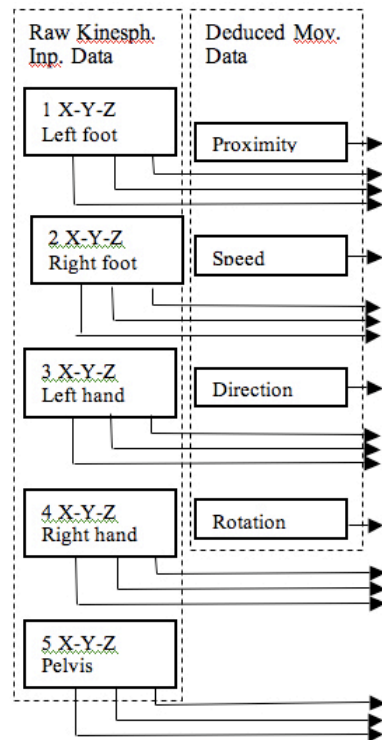 Raw Kinesph.
Inp. Data
1 X-Y-Z
Left foot
2 X-Y-Z
Right foot
3 X-Y-Z
Left hand
4 X-Y-Z
Right hand
5 X-Y-Z
Pelvis
Deduced Mov.
Data
Proximity
Speed
Direction
Rotation